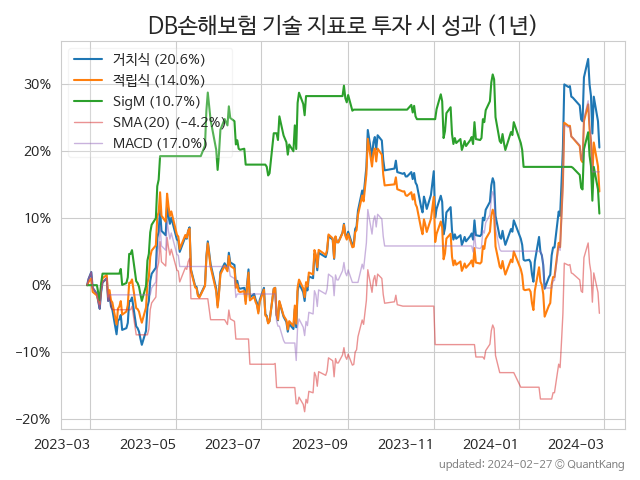 DB손해보험 기술 지표로 투자 시 성과 (1년)
거치식 (20.6%)
적립식 (14.0%)
SigM (10.7%)
SMA(20) (−4.2%)
MACD (17.0%)
30%
20%
10%
0%
−10%
−20%
2023-03 2023-05 2023-07 2023-09 2023-11 2024-01 2024-03
updated: 2024-02-27 © QuantKang